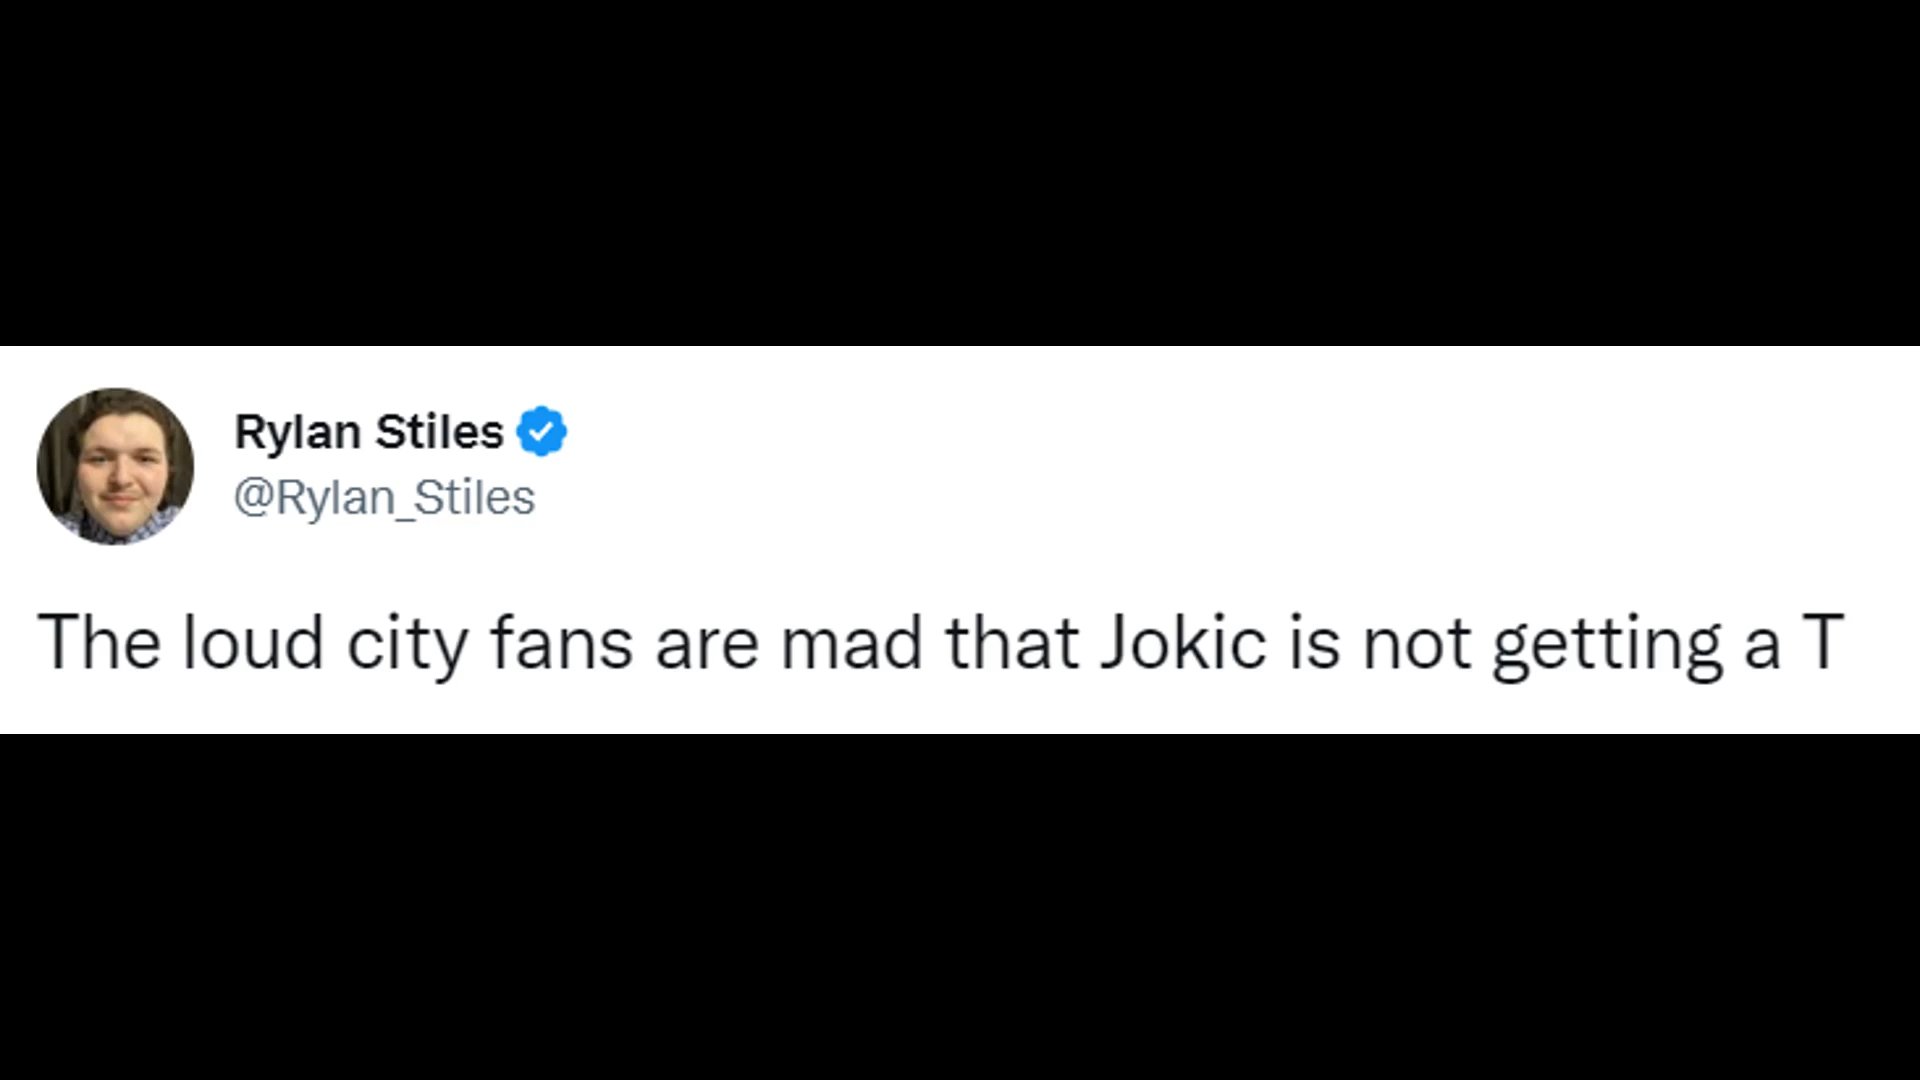 Rylan Stiles
@Rylan_Stiles
The loud city fans are mad that Jokic is not getting a T